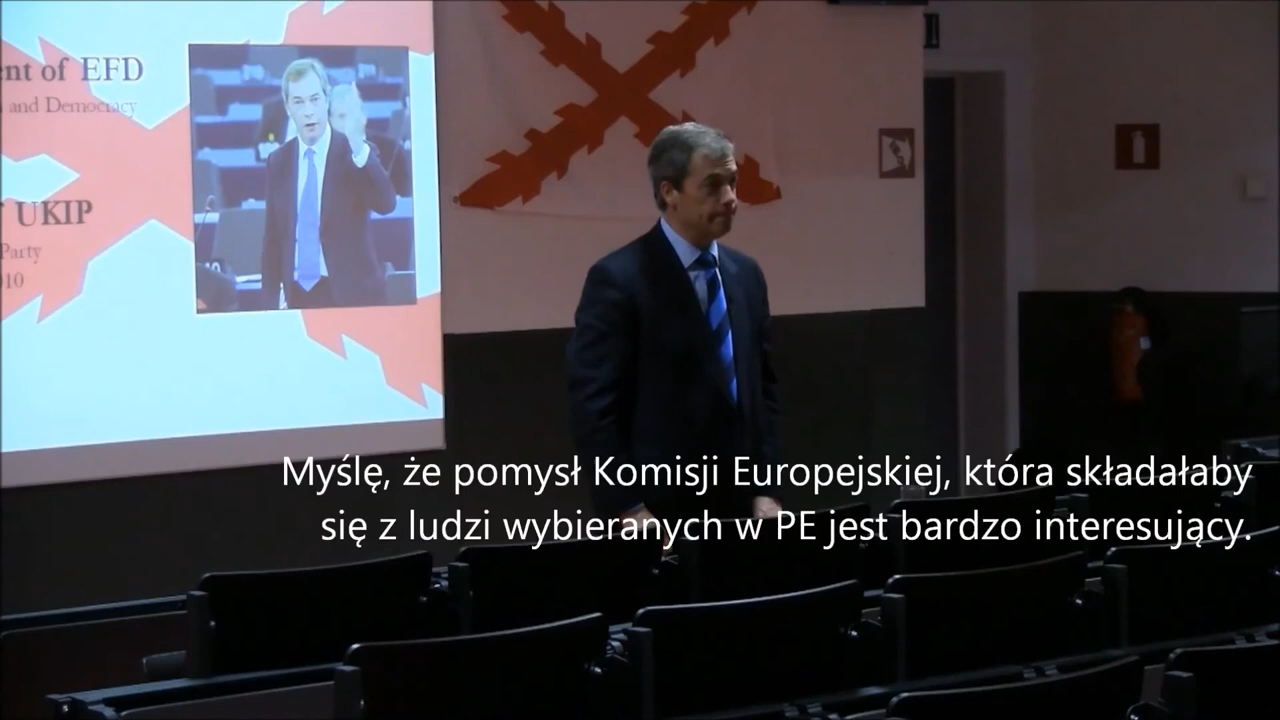 ent of EFD
and Democracy
UKIP
Party
10
Myślę, że pomysł Komisji Europejskiej, która składałaby
się z ludzi wybieranych w PE jest bardzo interesujący.